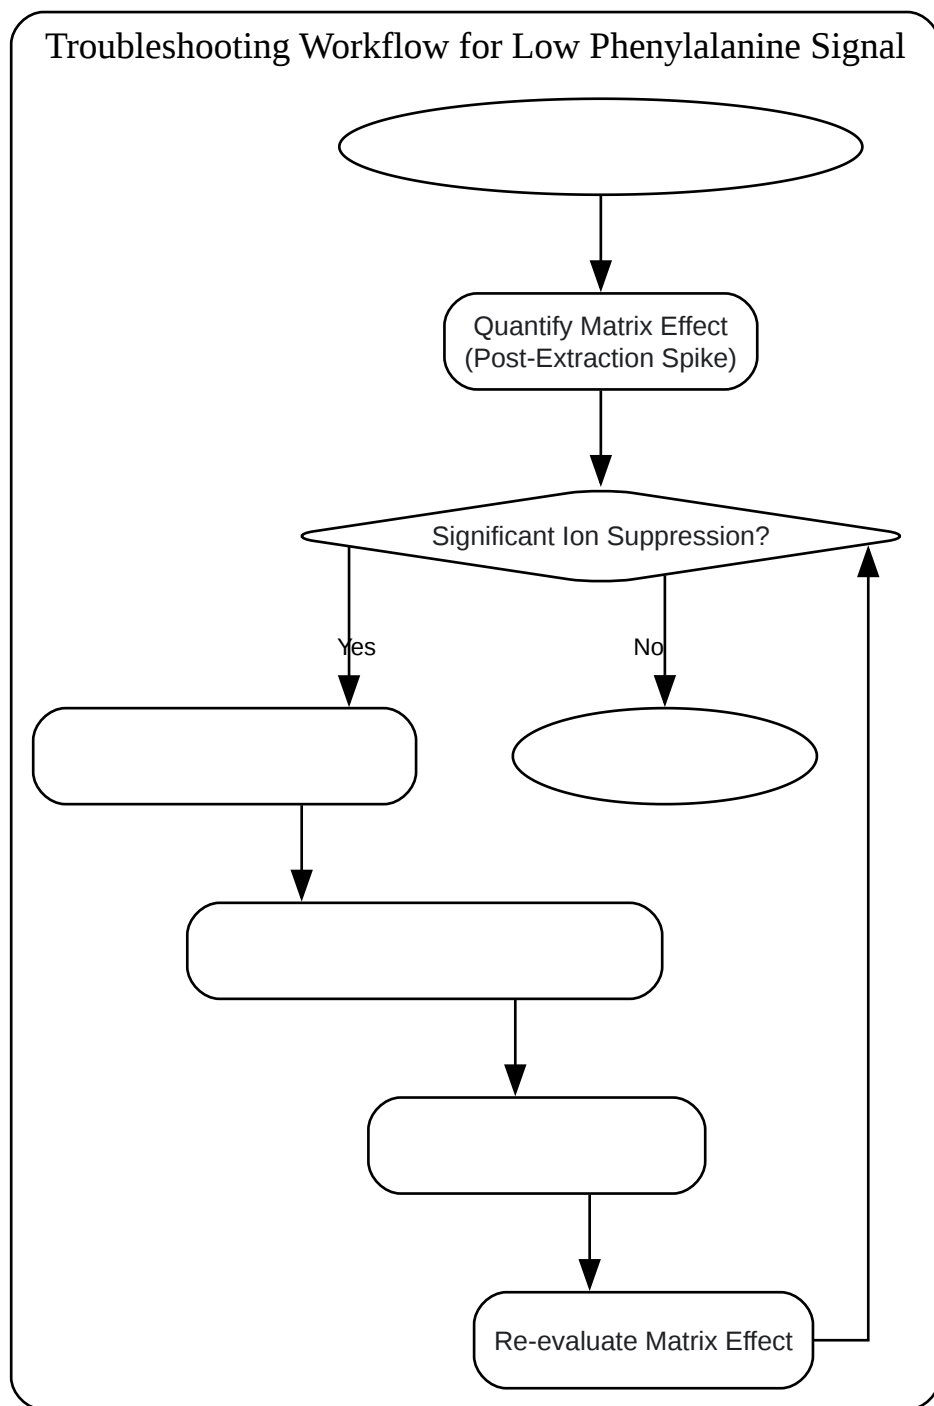 Troubleshooting Workflow for Low Phenylalanine Signal
Quantify Matrix Effect
(Post-Extraction Spike)
Significant Ion Suppression?
Yes
No
Re-evaluate Matrix Effect